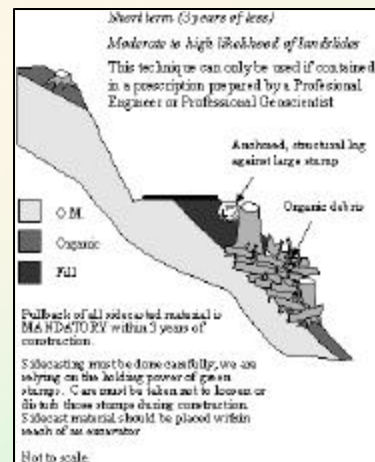 Short term (3 years of less)
Moderate to high likelihood of landslides
This technique can only be used if contained
in a prescription prepared by a Profesional
Engineer or Professional Geoscientist
Anchored, structural log
against large stump
Organic debris
O.M.
Organic
Fill
Pullback of all sidecasted material is
MANDATORY within 3 years of
construction.
Sidecasting must be done carefully, we are
relying on the holding power of green
stumps. Care must be taken not to loosen or
disturb those stumps during construction.
Sidecast material should be placed within
reach of an excavator
Not to scale.